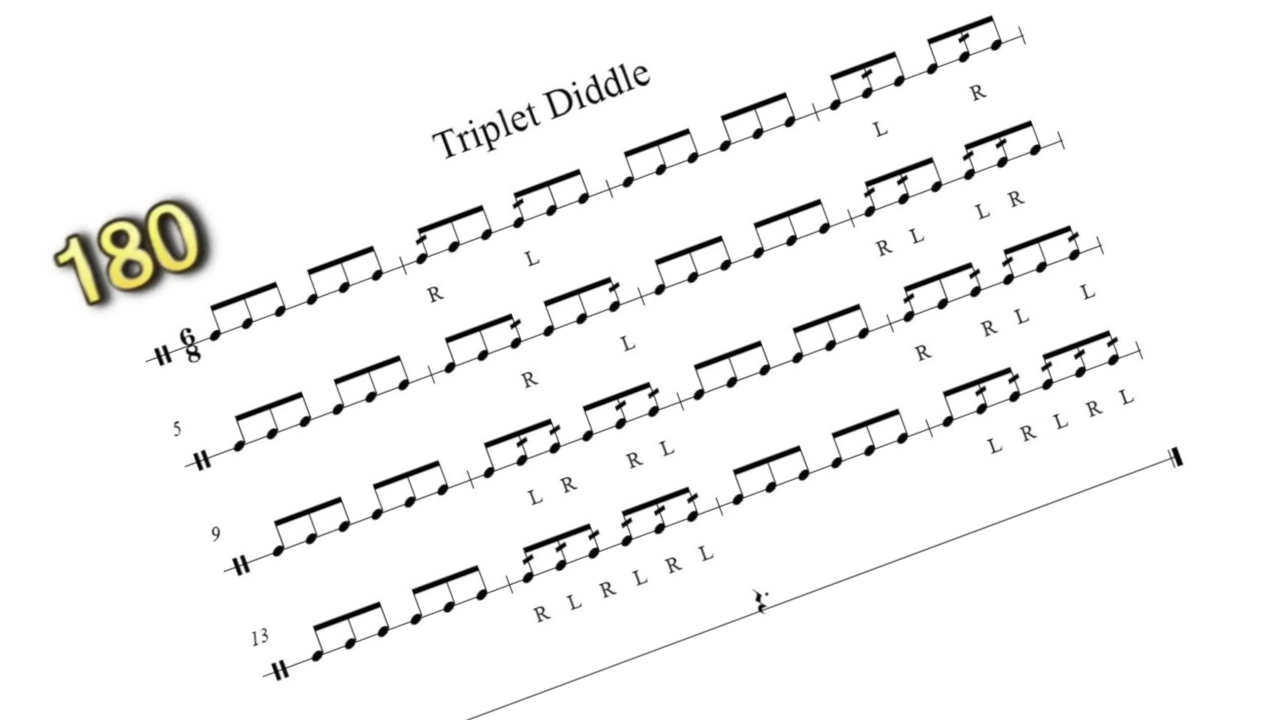 Triplet Diddle
180
6
8
R L L R
5
R L R L
L R
9
L R R L R R L L
13
R L R L R L L R L R L